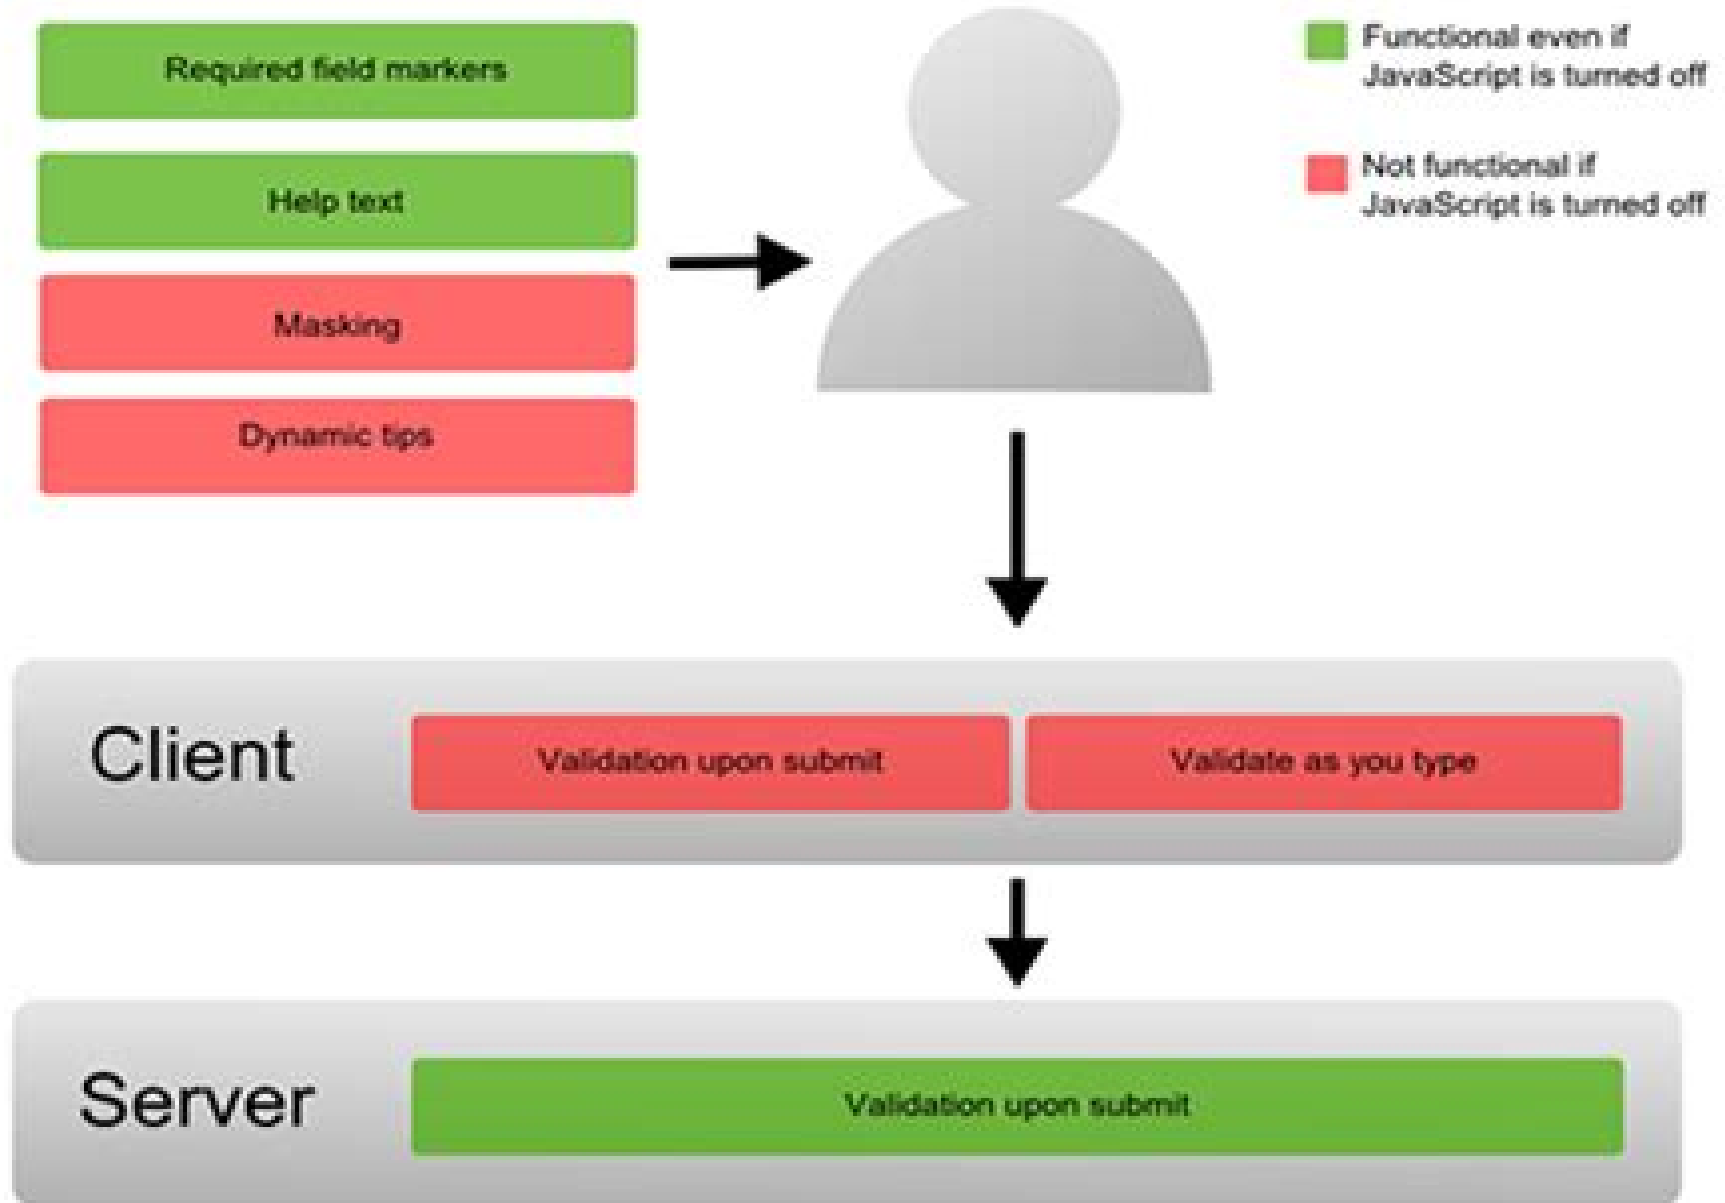 Required field markers
Help text
Masking
Dynamic tips
Functional even if
JavaScript is turned off
Not functional if
JavaScript is turned off
Client
Validation upon submit
Validate as you type
Server
Validation upon submit